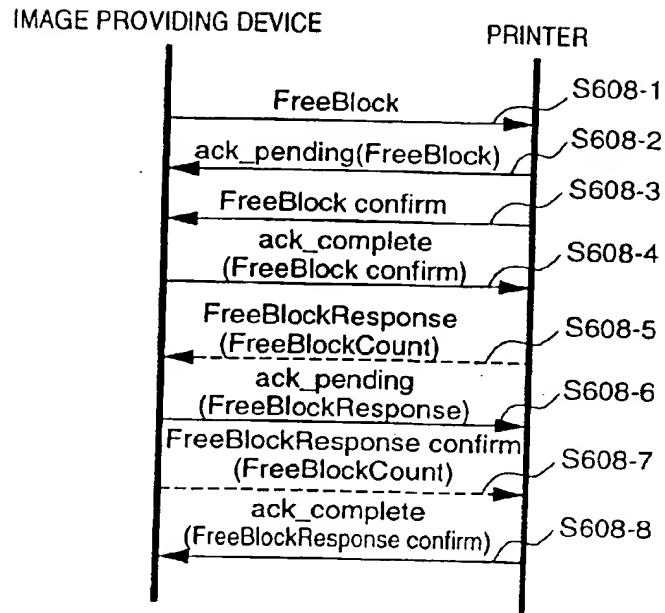 IMAGE PROVIDING DEVICE
PRINTER
FreeBlock
S608-1
ack_pending(FreeBlock)
S608-2
FreeBlock confirm
S608-3
ack_complete
(FreeBlock confirm)
S608-4
FreeBlockResponse
(FreeBlockCount)
S608-5
ack_pending
(FreeBlockResponse)
S608-6
FreeBlockResponse confirm
(FreeBlockCount)
S608-7
ack_complete
(FreeBlockResponse confirm)
S608-8